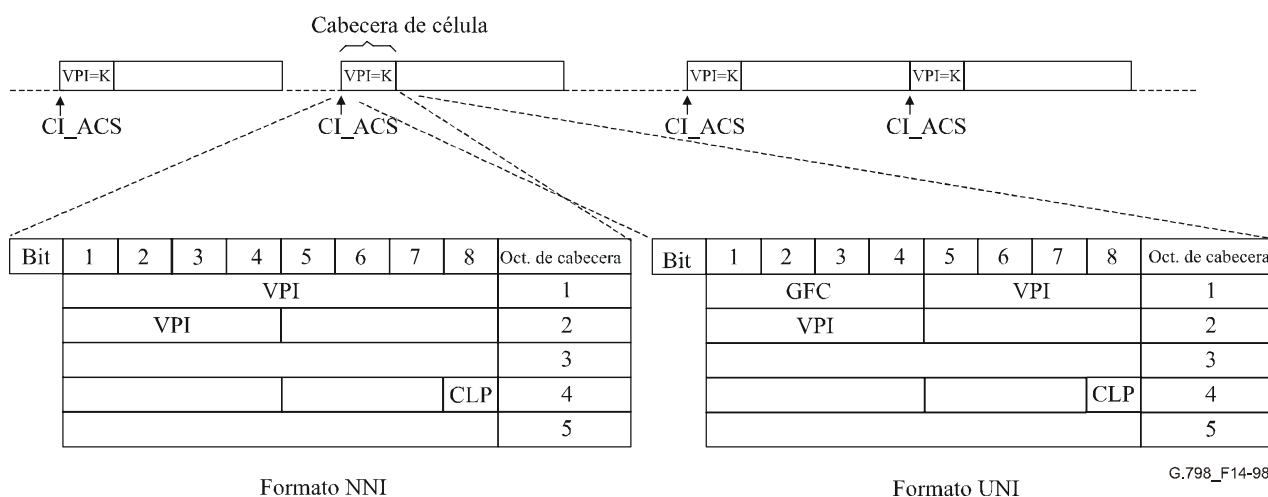 Cabecera de célula
VPI=K VPI=K VPI=K VPI=K
CI_ACS CI_ACS CI_ACS CI_ACS
Bit 1 2 3 4 5 6 7 8 Oct. de cabecera
VPI 1
VPI 2
3
CLP 4
5
Formato NNI
Bit 1 2 3 4 5 6 7 8 Oct. de cabecera
GFC VPI 1
VPI 2
3
CLP 4
5
Formato UNI
G.798_F14-98